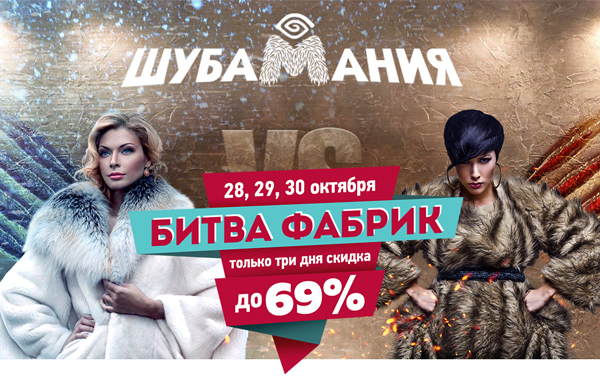 ШУБАМАНИЯ
VS
28, 29, 30 октября
БИТВА ФАБРИК
только три дня скидка
до 69%